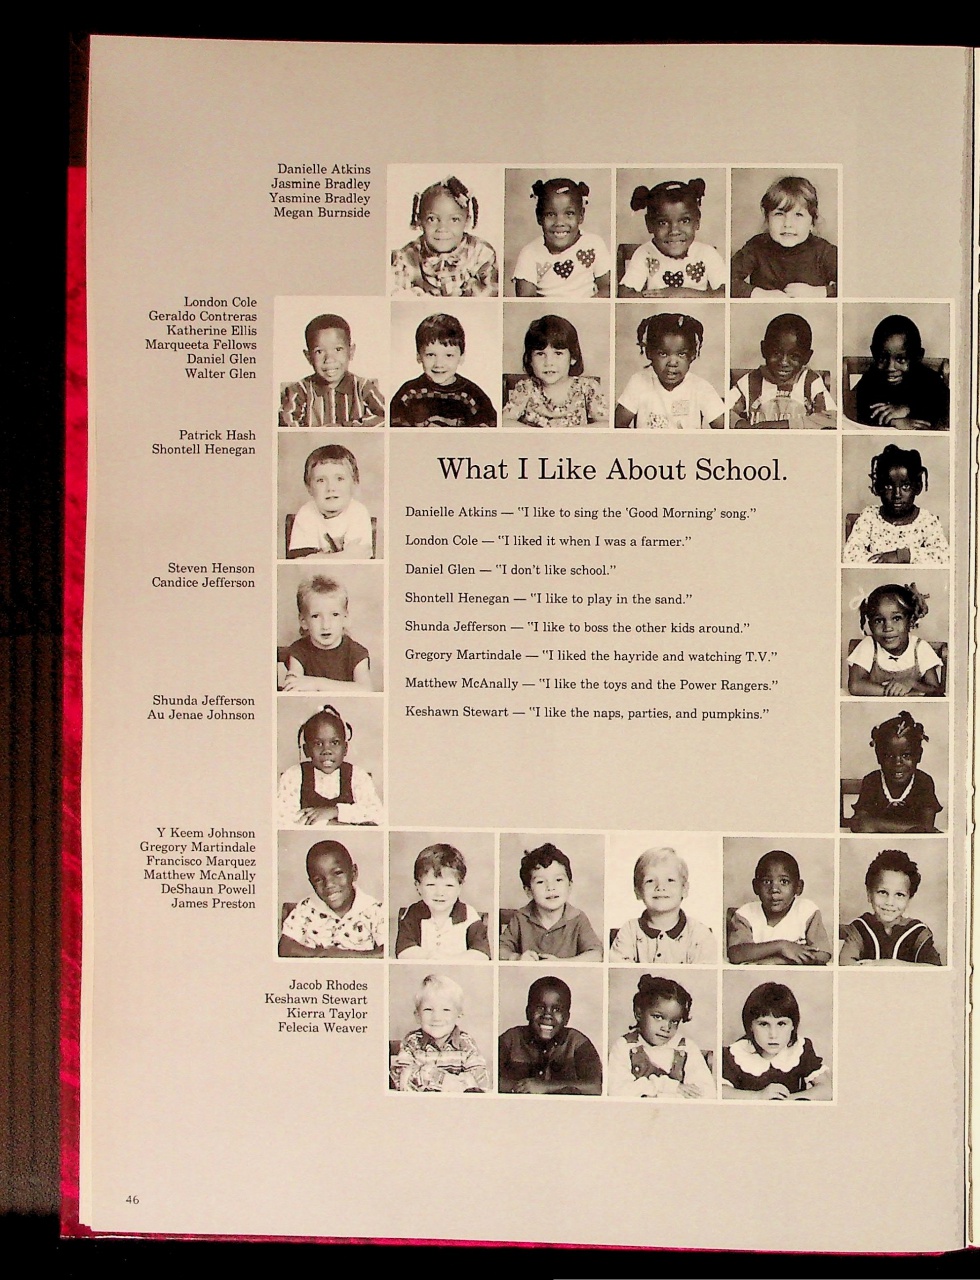 Danielle Atkins
Jasmine Bradley
Yasmine Bradley
Megan Burnside
London Cole
Geraldo Contreras
Katherine Ellis
Marqueeta Fellows
Daniel Glen
Walter Glen
Patrick Hash
Shontell Henegan
What I Like About School.
Danielle Atkins — "I like to sing the 'Good Morning' song."
London Cole — "I liked it when I was a farmer."
Daniel Glen — "I don't like school."
Shontell Henegan — "I like to play in the sand."
Shunda Jefferson — "I like to boss the other kids around."
Gregory Martindale — "I liked the hayride and watching T.V."
Matthew McAnally — "I like the toys and the Power Rangers."
Keshawn Stewart — "I like the naps, parties, and pumpkins."
Steven Henson
Candice Jefferson
Shunda Jefferson
Au Jenae Johnson
Y Keem Johnson
Gregory Martindale
Francisco Marquez
Matthew McAnally
DeShaun Powell
James Preston
Jacob Rhodes
Keshawn Stewart
Kierra Taylor
Felecia Weaver
46